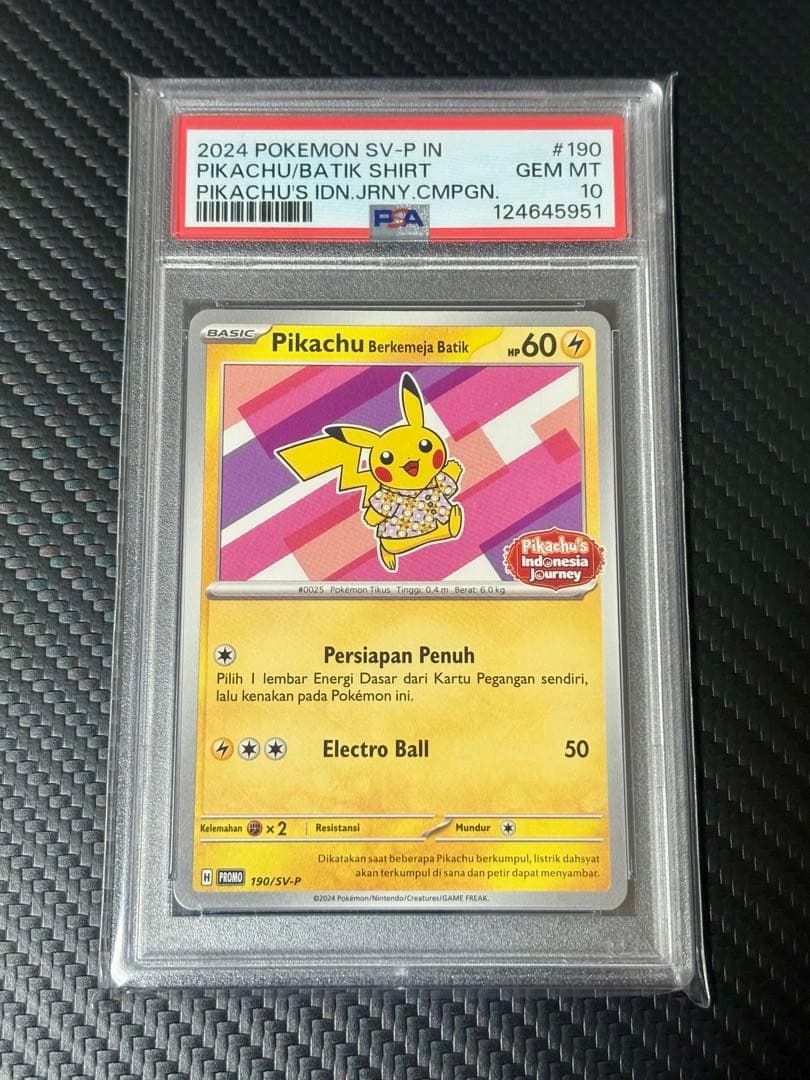 2024 POKEMON SV-P IN #190
PIKACHU/BATIK SHIRT GEM MT
PIKACHU'S IDN.JRNY.CMPGN. 10
PSA 124645951
BASIC Pikachu Berkemeja Batik HP 60
Pikachu's
Indonesia
Journey
#0025 Pokémon Tikus Tinggi: 0.4 m Berat: 6.0 kg
Persiapan Penuh
Pilih 1 lembar Energi Dasar dari Kartu Pegangan sendiri,
lalu kenakan pada Pokémon ini.
Electro Ball 50
Kelemahan ×2 Resistansi Mundur
Dikatakan saat beberapa Pikachu berkumpul, listrik dahsyat
akan terkumpul di sana dan petir dapat menyambar.
H PROMO 190/SV-P
©2024 Pokémon/Nintendo/Creatures/GAME FREAK.